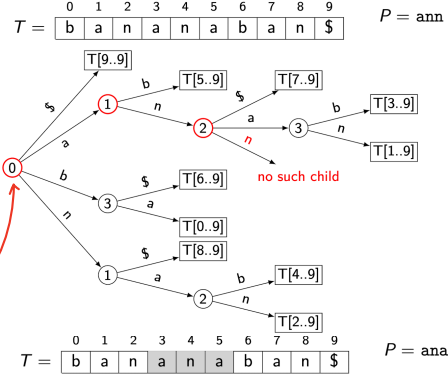 0 1 2 3 4 5 6 7 8 9
T = b a n a n a b a n $
P = ann
T[9..9]
$
b
T[5..9]
$
T[7..9]
1
n
b
T[3..9]
a
2
a
3
n
T[1..9]
n
0
no such child
b
$
T[6..9]
3
a
T[0..9]
n
$
T[8..9]
1
a
b
T[4..9]
2
n
T[2..9]
0 1 2 3 4 5 6 7 8 9
T = b a n a n a b a n $
P = ana